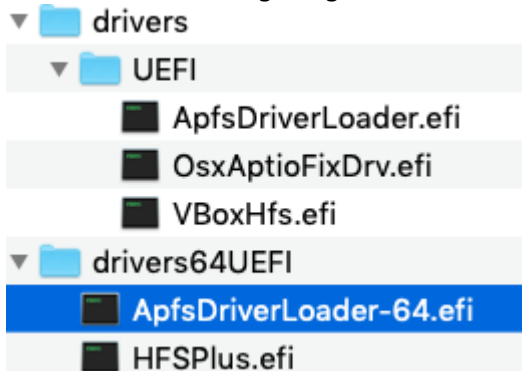 drivers
UEFI
ApfsDriverLoader.efi
OsxAptioFixDrv.efi
VBoxHfs.efi
drivers64UEFI
ApfsDriverLoader-64.efi
HFSPlus.efi